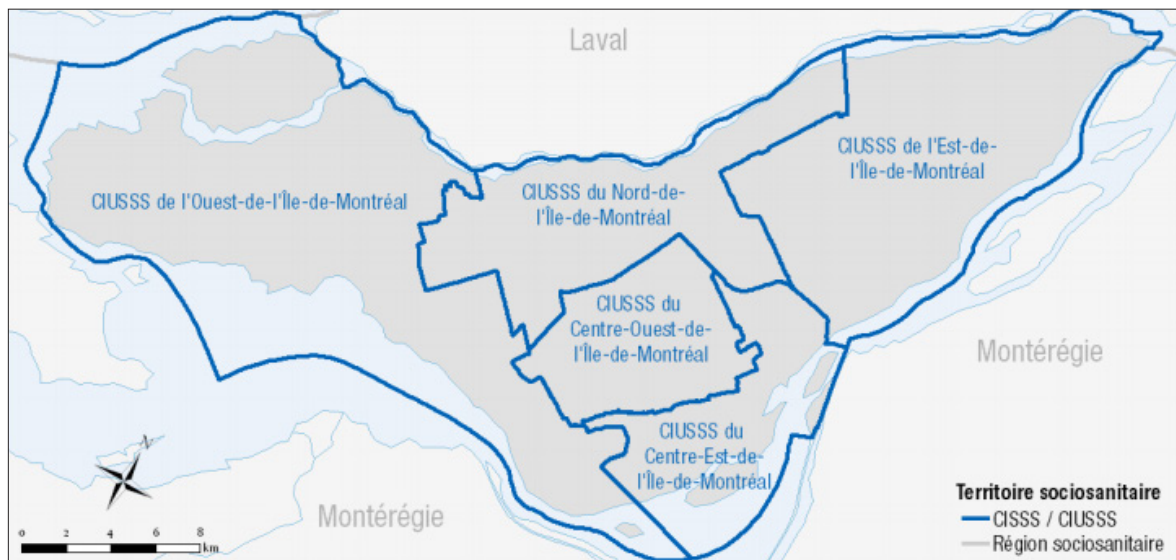 Laval
CIUSSS de l'Ouest-de-l'Île-de-Montréal
CIUSSS du Nord-de-
l'Île-de-Montréal
CIUSSS de l'Est-de-
l'Île-de-Montréal
CIUSSS du
Centre-Ouest-de-
l'Île-de-Montréal
Montérégie
CIUSSS du
Centre-Est-de-
l'Île-de-Montréal
Montérégie
N
0 2 4 6 8
km
Territoire sociosanitaire
CISSS / CIUSSS
Région sociosanitaire